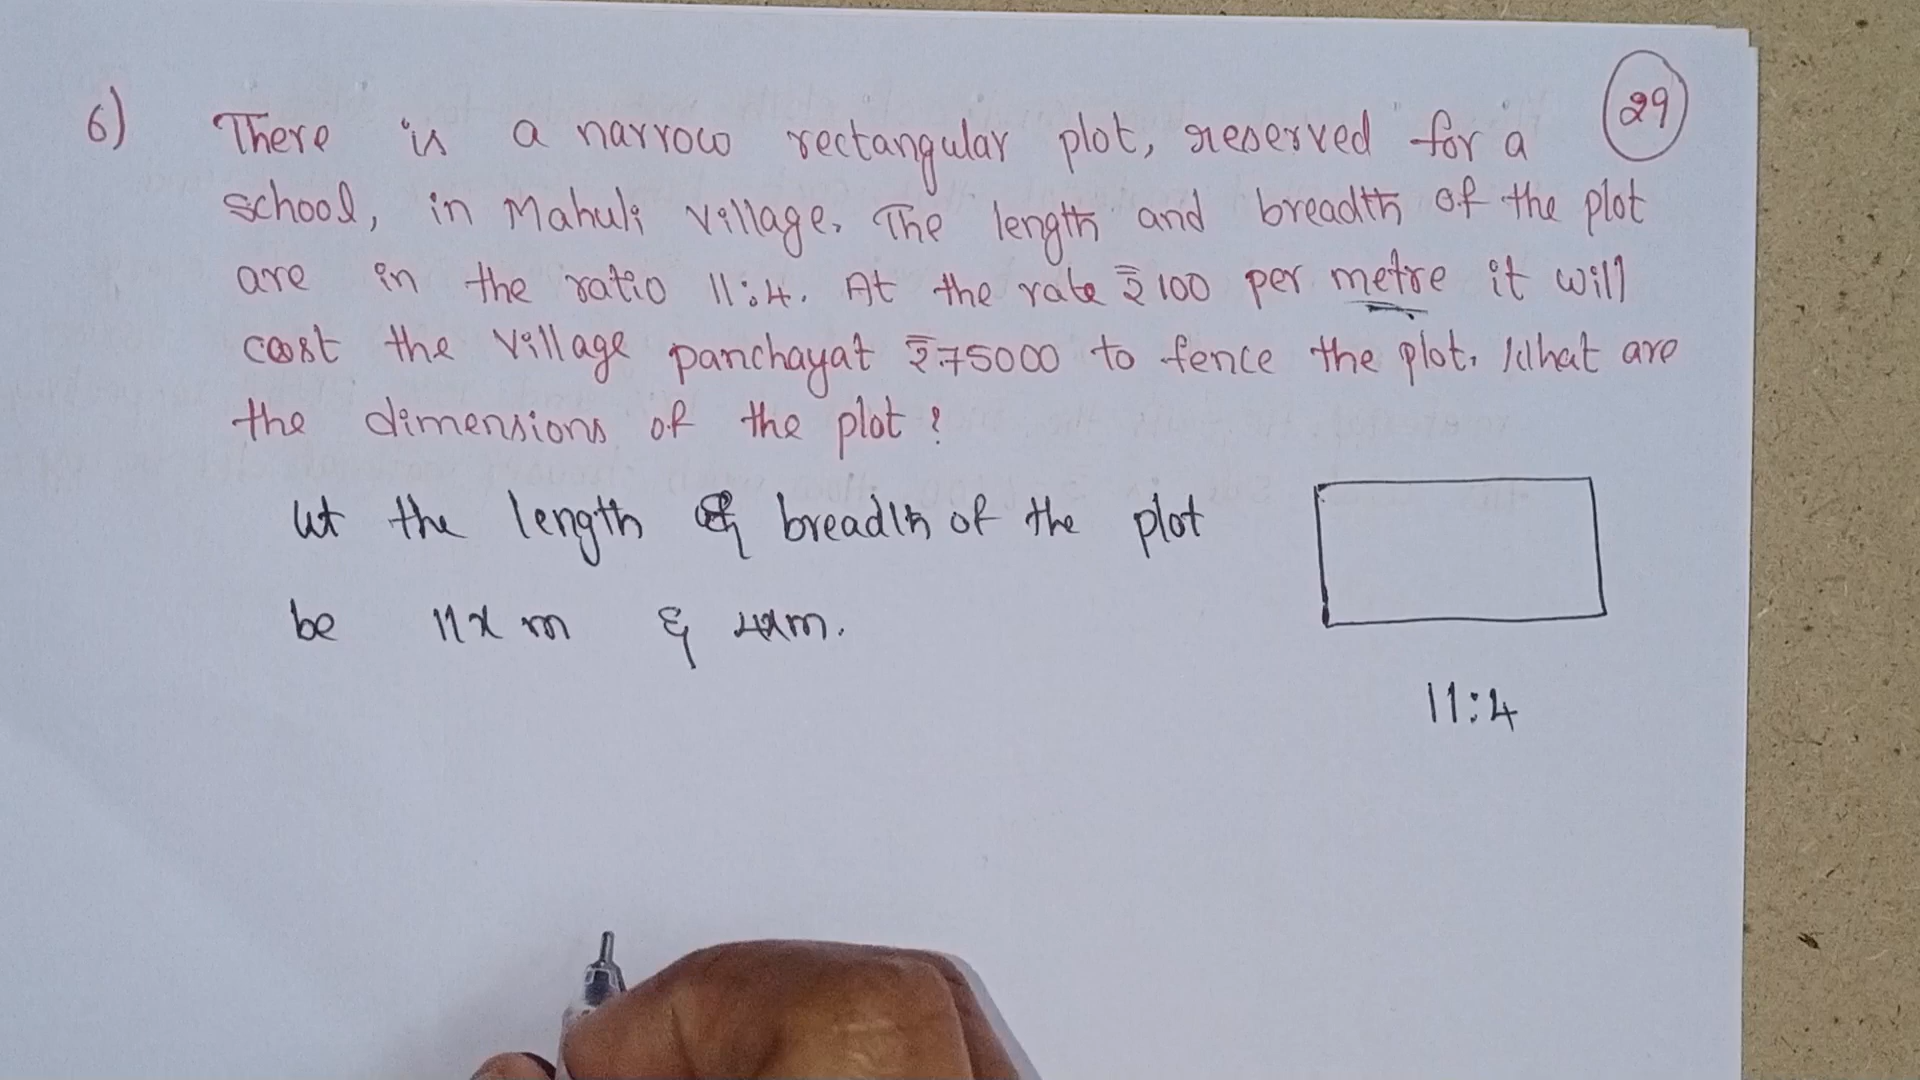 29
6) There is a narrow rectangular plot, reserved for a
school, in Mahuli village. The length and breadth of the plot
are in the ratio 11:4. At the rate ₹100 per metre it will
cost the village panchayat ₹75000 to fence the plot. What are
the dimensions of the plot?
Let the length & breadth of the plot
be 11x m & 4xm.
11:4